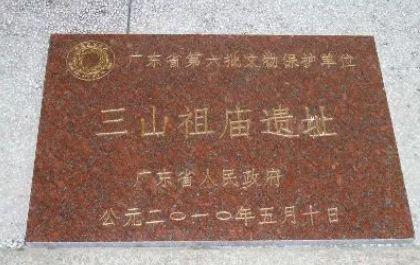 广东省第六批文物保护单位
三山祖庙遗址
广东省人民政府
公元二〇一〇年五月十日